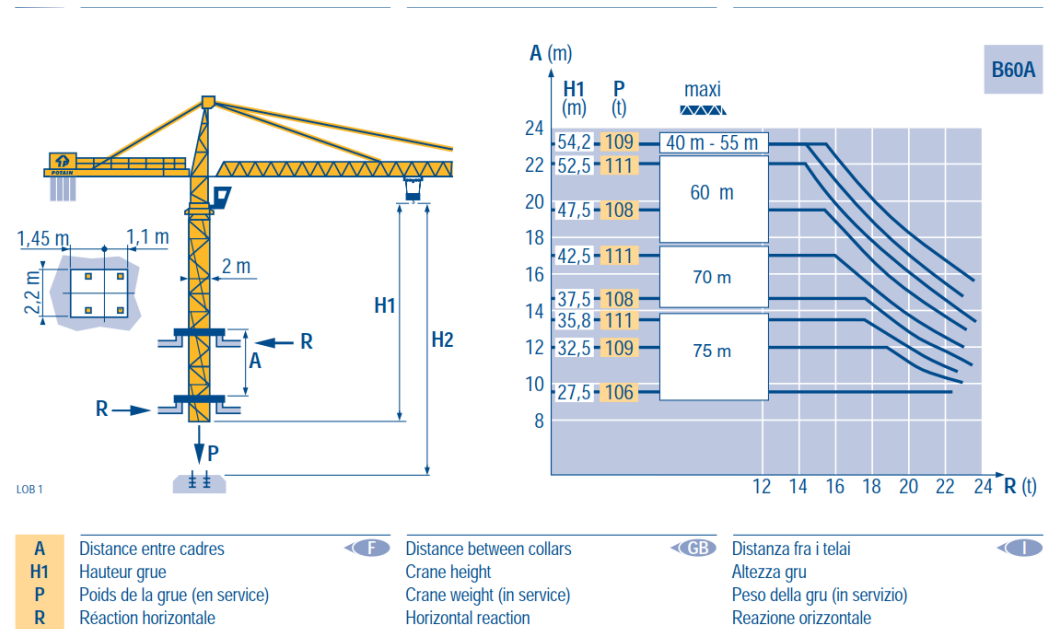 A (m)
B60A
H1 P maxi
(m) (t)
24
54,2 109 40 m - 55 m
22 52,5 111
60 m
20
47,5 108
18
42,5 111
16
70 m
37,5 108
14
35,8 111
12 32,5 109 75 m
10
27,5 106
8
12 14 16 18 20 22 24 R (t)
POTAIN
1,45 m 1,1 m
2,2 m
2 m
H1
H2
R
A
R
P
LOB 1
A Distance entre cadres F Distance between collars GB Distanza fra i telai I
H1 Hauteur grue Crane height Altezza gru
P Poids de la grue (en service) Crane weight (in service) Peso della gru (in servizio)
R Réaction horizontale Horizontal reaction Reazione orizzontale